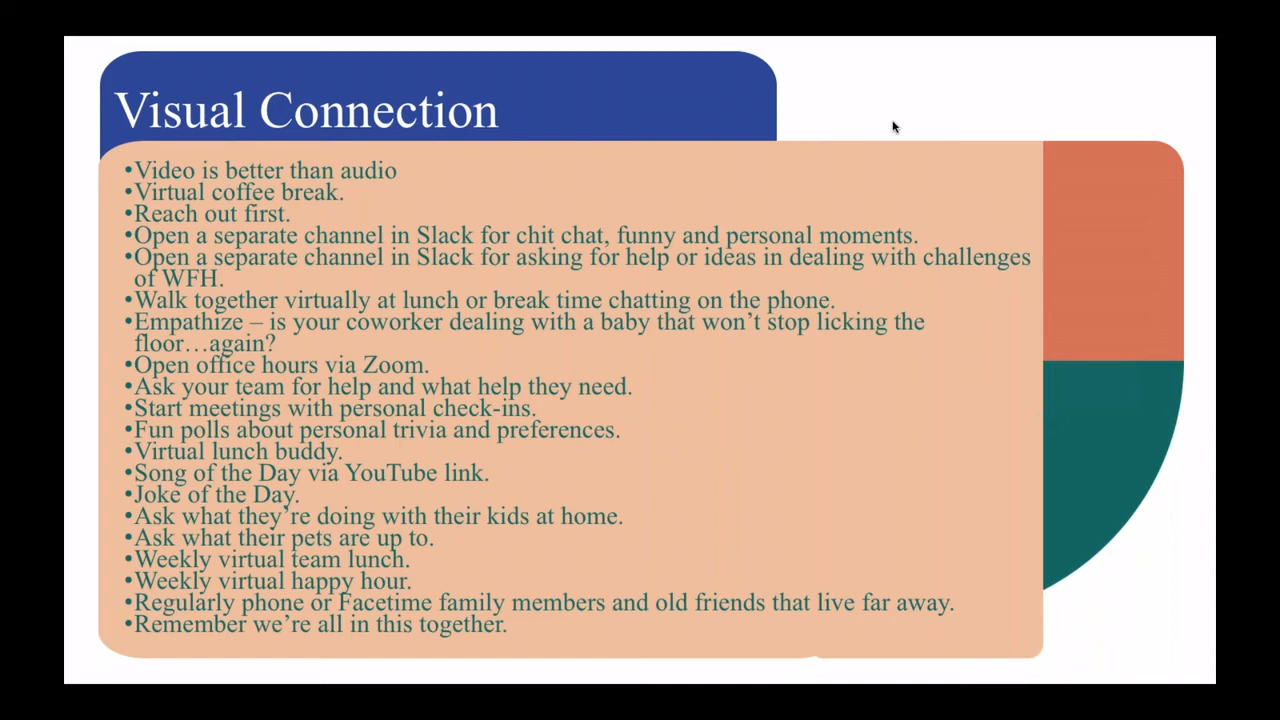 Visual Connection
•Video is better than audio
•Virtual coffee break.
•Reach out first.
•Open a separate channel in Slack for chit chat, funny and personal moments.
•Open a separate channel in Slack for asking for help or ideas in dealing with challenges
of WFH.
•Walk together virtually at lunch or break time chatting on the phone.
•Empathize – is your coworker dealing with a baby that won’t stop licking the
floor…again?
•Open office hours via Zoom.
•Ask your team for help and what help they need.
•Start meetings with personal check-ins.
•Fun polls about personal trivia and preferences.
•Virtual lunch buddy.
•Song of the Day via YouTube link.
•Joke of the Day.
•Ask what they’re doing with their kids at home.
•Ask what their pets are up to.
•Weekly virtual team lunch.
•Weekly virtual happy hour.
•Regularly phone or Facetime family members and old friends that live far away.
•Remember we’re all in this together.